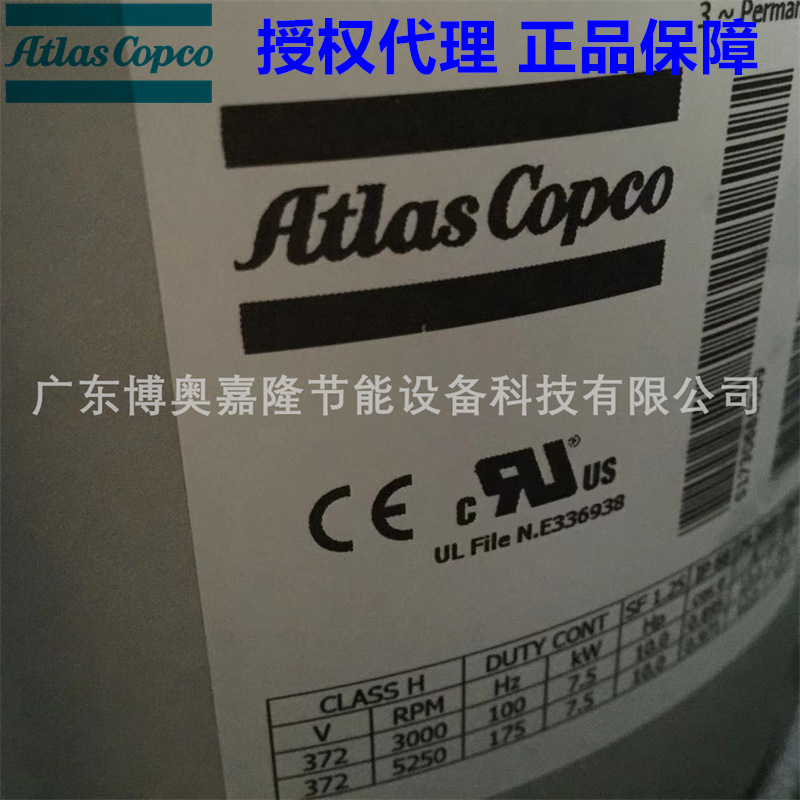 Atlas Copco 授权代理 正品保障
3 ~ Perman
Atlas Copco
广东博奥嘉隆节能设备科技有限公司
CE c RU ® US
UL File N.E336938
CLASS H DUTY CONT SF 1.25
V RPM Hz kW Hp
372 3000 100 7.5 10.0
372 5250 175 7.5 10.0